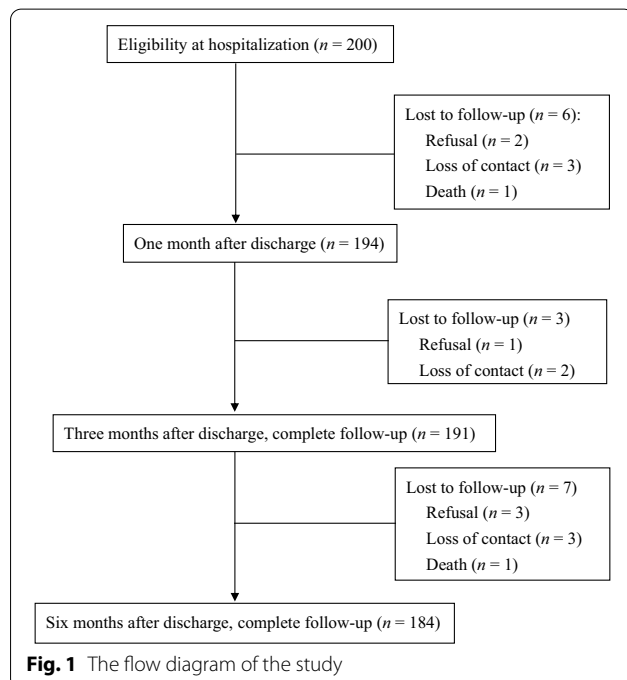 Eligibility at hospitalization (n = 200)
Lost to follow-up (n = 6):
Refusal (n = 2)
Loss of contact (n = 3)
Death (n = 1)
One month after discharge (n = 194)
Lost to follow-up (n = 3)
Refusal (n = 1)
Loss of contact (n = 2)
Three months after discharge, complete follow-up (n = 191)
Lost to follow-up (n = 7)
Refusal (n = 3)
Loss of contact (n = 3)
Death (n = 1)
Six months after discharge, complete follow-up (n = 184)
Fig. 1 The flow diagram of the study